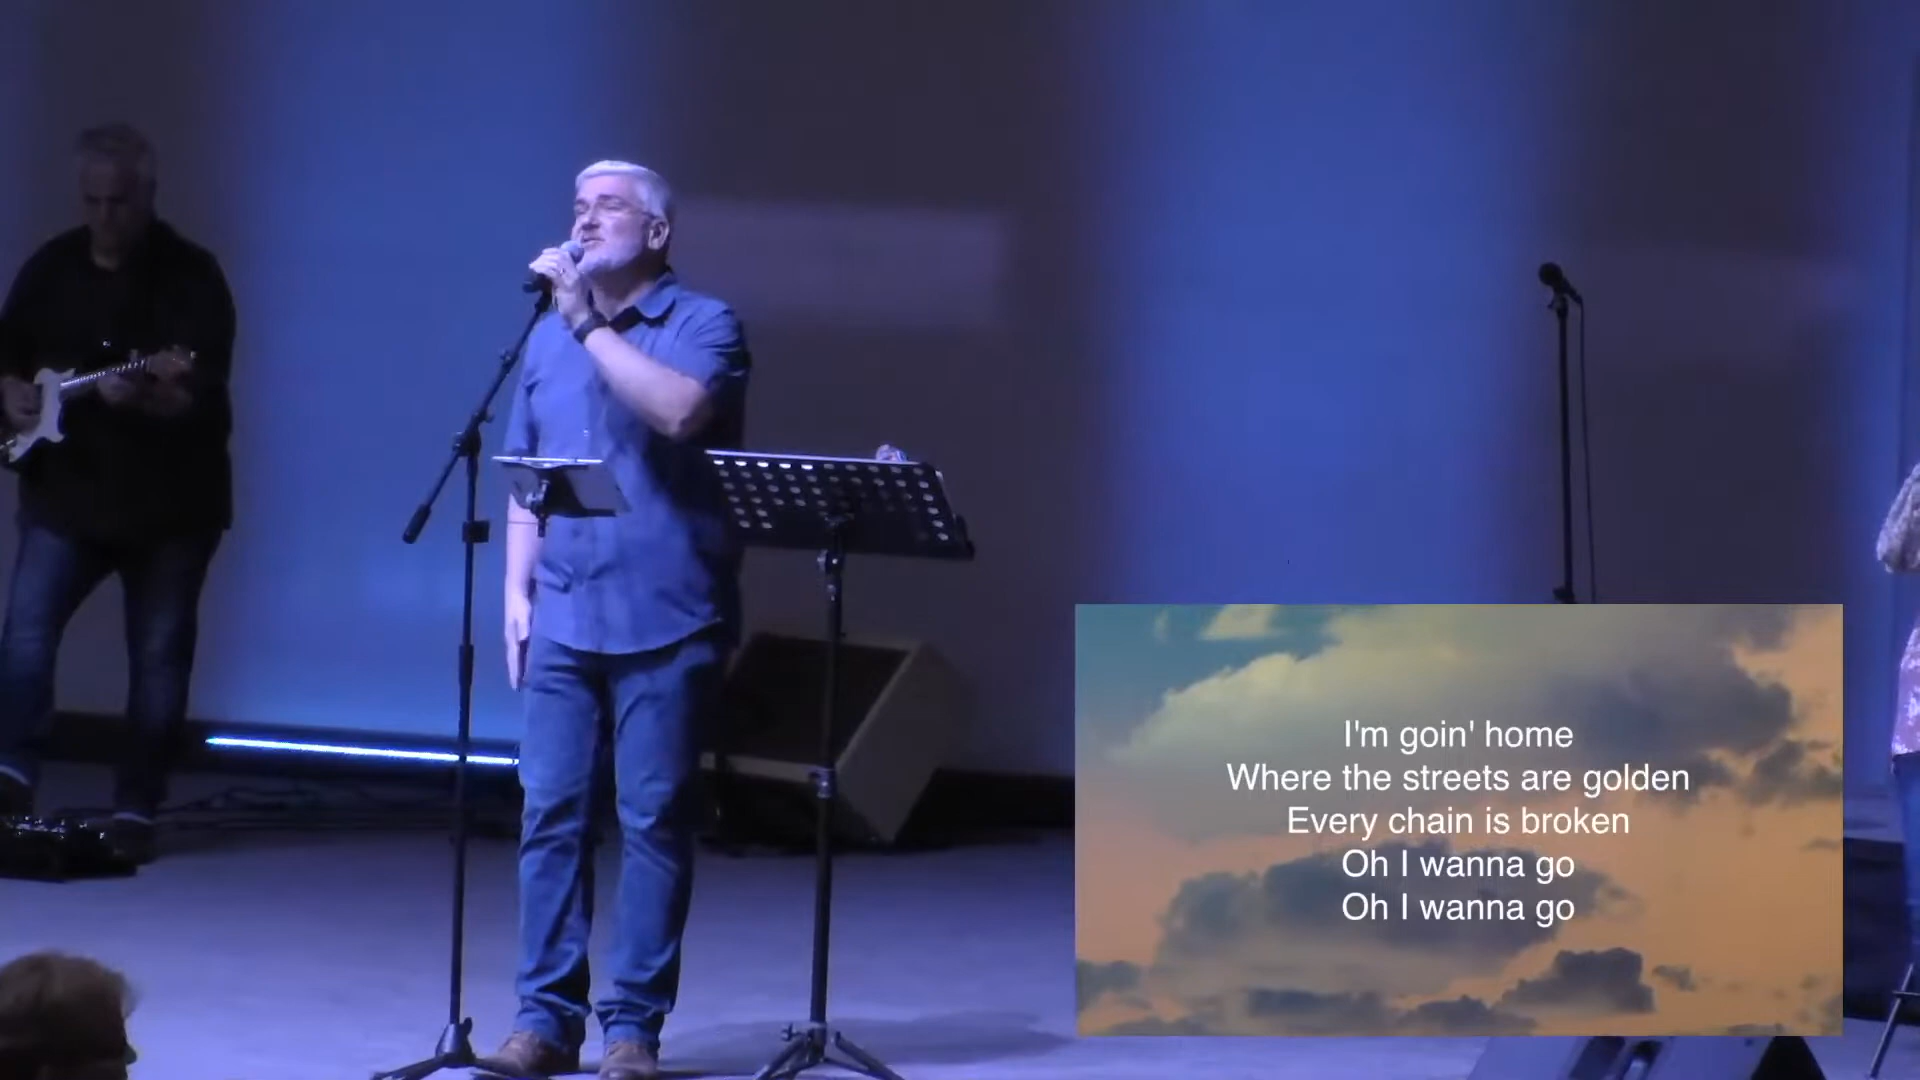 I'm goin' home
Where the streets are golden
Every chain is broken
Oh I wanna go
Oh I wanna go